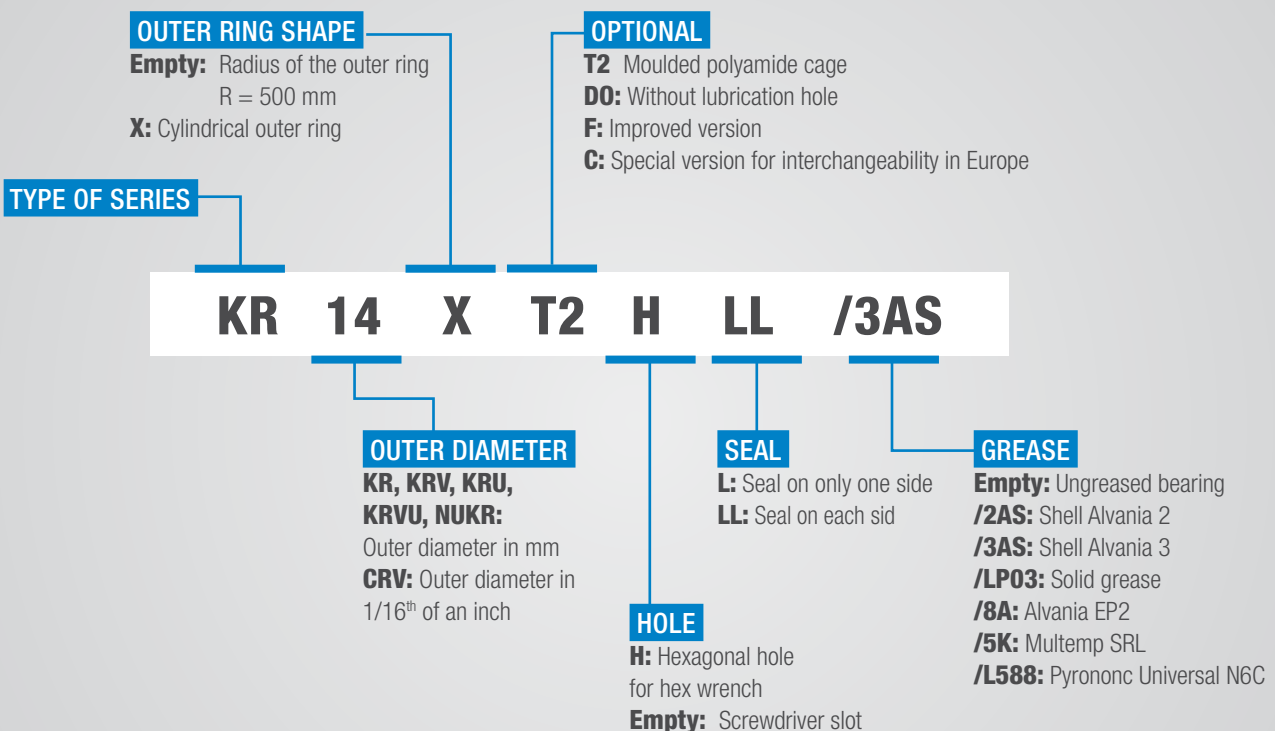 OUTER RING SHAPE
Empty: Radius of the outer ring
R = 500 mm
X: Cylindrical outer ring
OPTIONAL
T2 Moulded polyamide cage
DO: Without lubrication hole
F: Improved version
C: Special version for interchangeability in Europe
TYPE OF SERIES
KR 14 X T2 H LL /3AS
OUTER DIAMETER
KR, KRV, KRU,
KRVU, NUKR:
Outer diameter in mm
CRV: Outer diameter in
1/16th of an inch
HOLE
H: Hexagonal hole
for hex wrench
Empty: Screwdriver slot
SEAL
L: Seal on only one side
LL: Seal on each sid
GREASE
Empty: Ungreased bearing
/2AS: Shell Alvania 2
/3AS: Shell Alvania 3
/LP03: Solid grease
/8A: Alvania EP2
/5K: Multemp SRL
/L588: Pyrononc Universal N6C